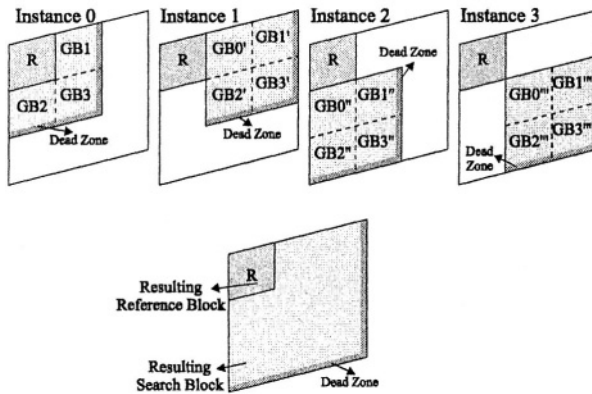 Instance 0
Instance 1
Instance 2
Instance 3
R
GB1
GB2
GB3
Dead Zone
R
GB0'
GB1'
GB2'
GB3'
Dead Zone
R
Dead Zone
GB0"
GB1"
GB2"
GB3"
R
GB0'"
GB1'"
GB2'"
GB3'"
Dead
Zone
R
Resulting
Reference Block
Resulting
Search Block
Dead Zone